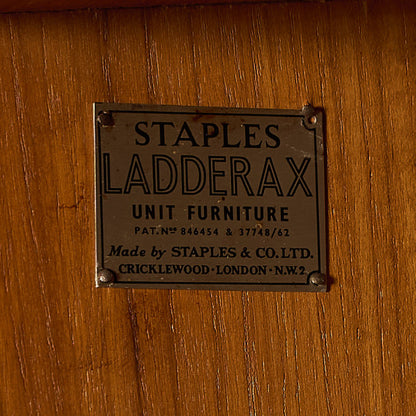 STAPLES
LADDERAX
UNIT FURNITURE
PAT. Nos 846454 & 37748/62
Made by STAPLES & CO. LTD.
CRICKLEWOOD · LONDON · N.W.2